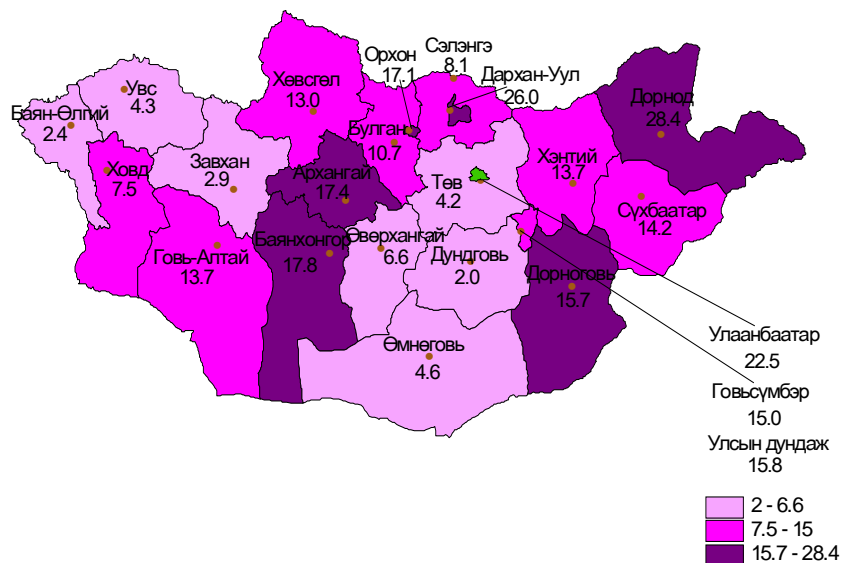 Орхон
17.1
Сэлэнгэ
8.1
Дархан-Уул
26.0
Увс
4.3
Хөвсгөл
13.0
Дорнод
28.4
Баян-Өлгий
2.4
Булган
10.7
Ховд
7.5
Завхан
2.9
Архангай
17.4
Төв
4.2
Хэнтий
13.7
Сүхбаатар
14.2
Говь-Алтай
13.7
Баянхонгор
17.8
Өвөрхангай
6.6
Дундговь
2.0
Дорноговь
15.7
Өмнөговь
4.6
Улаанбаатар
22.5
Говьсүмбэр
15.0
Улсын дундаж
15.8
2 - 6.6
7.5 - 15
15.7 - 28.4